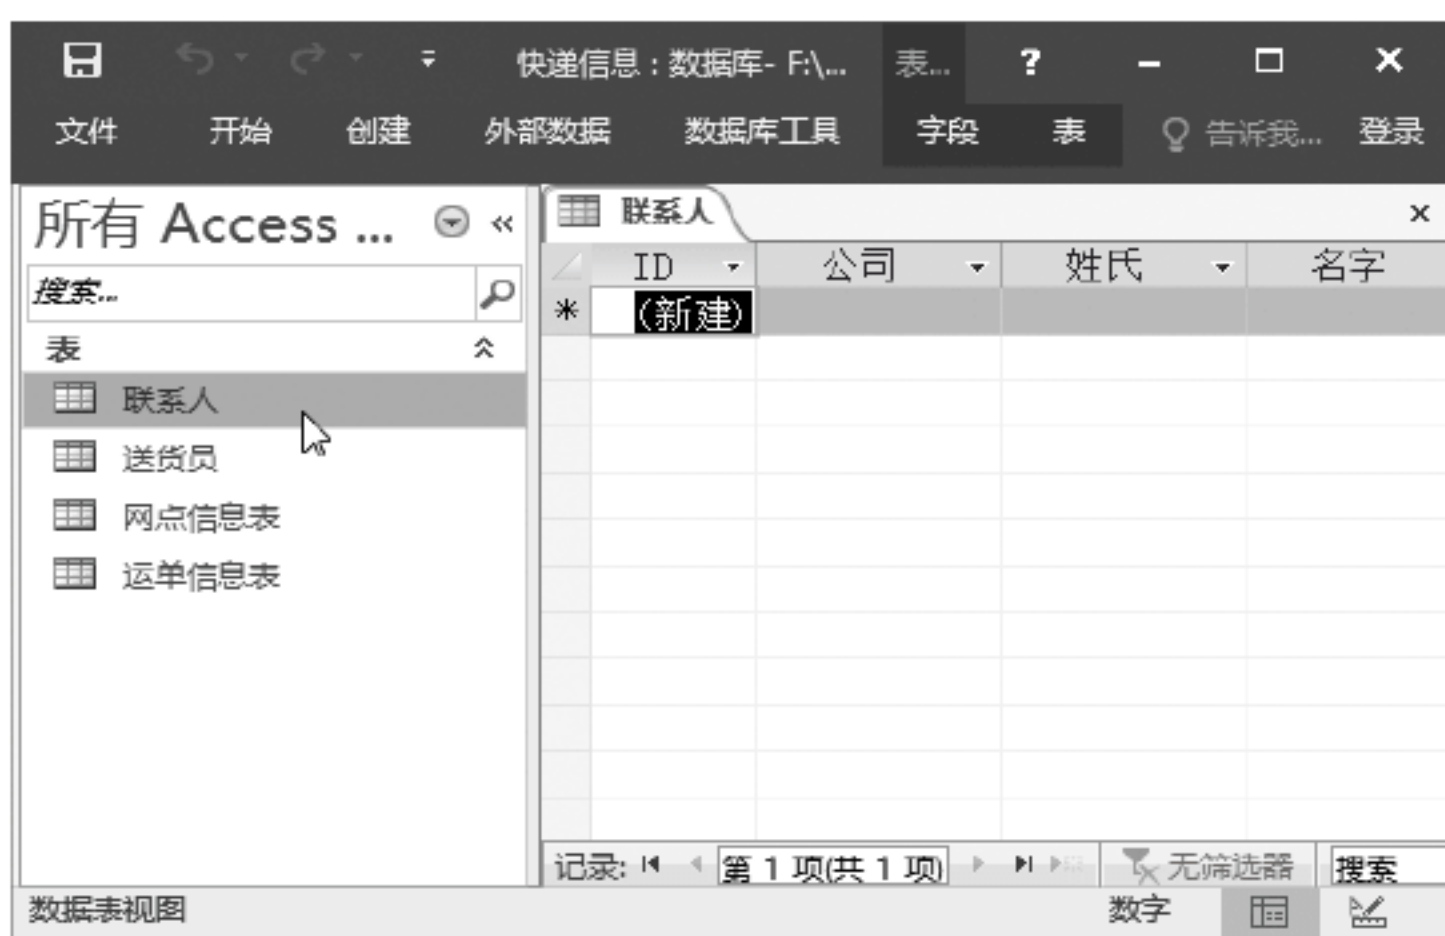 快递信息：数据库- F:\... 表... ?
文件 开始 创建 外部数据 数据库工具 字段 表 告诉我... 登录
所有 Access ...
搜索...
表
联系人
送货员
网点信息表
运单信息表
联系人
ID 公司 姓氏 名字
(新建)
记录: 第 1 项(共 1 项) 无筛选器 搜索
数据表视图 数字